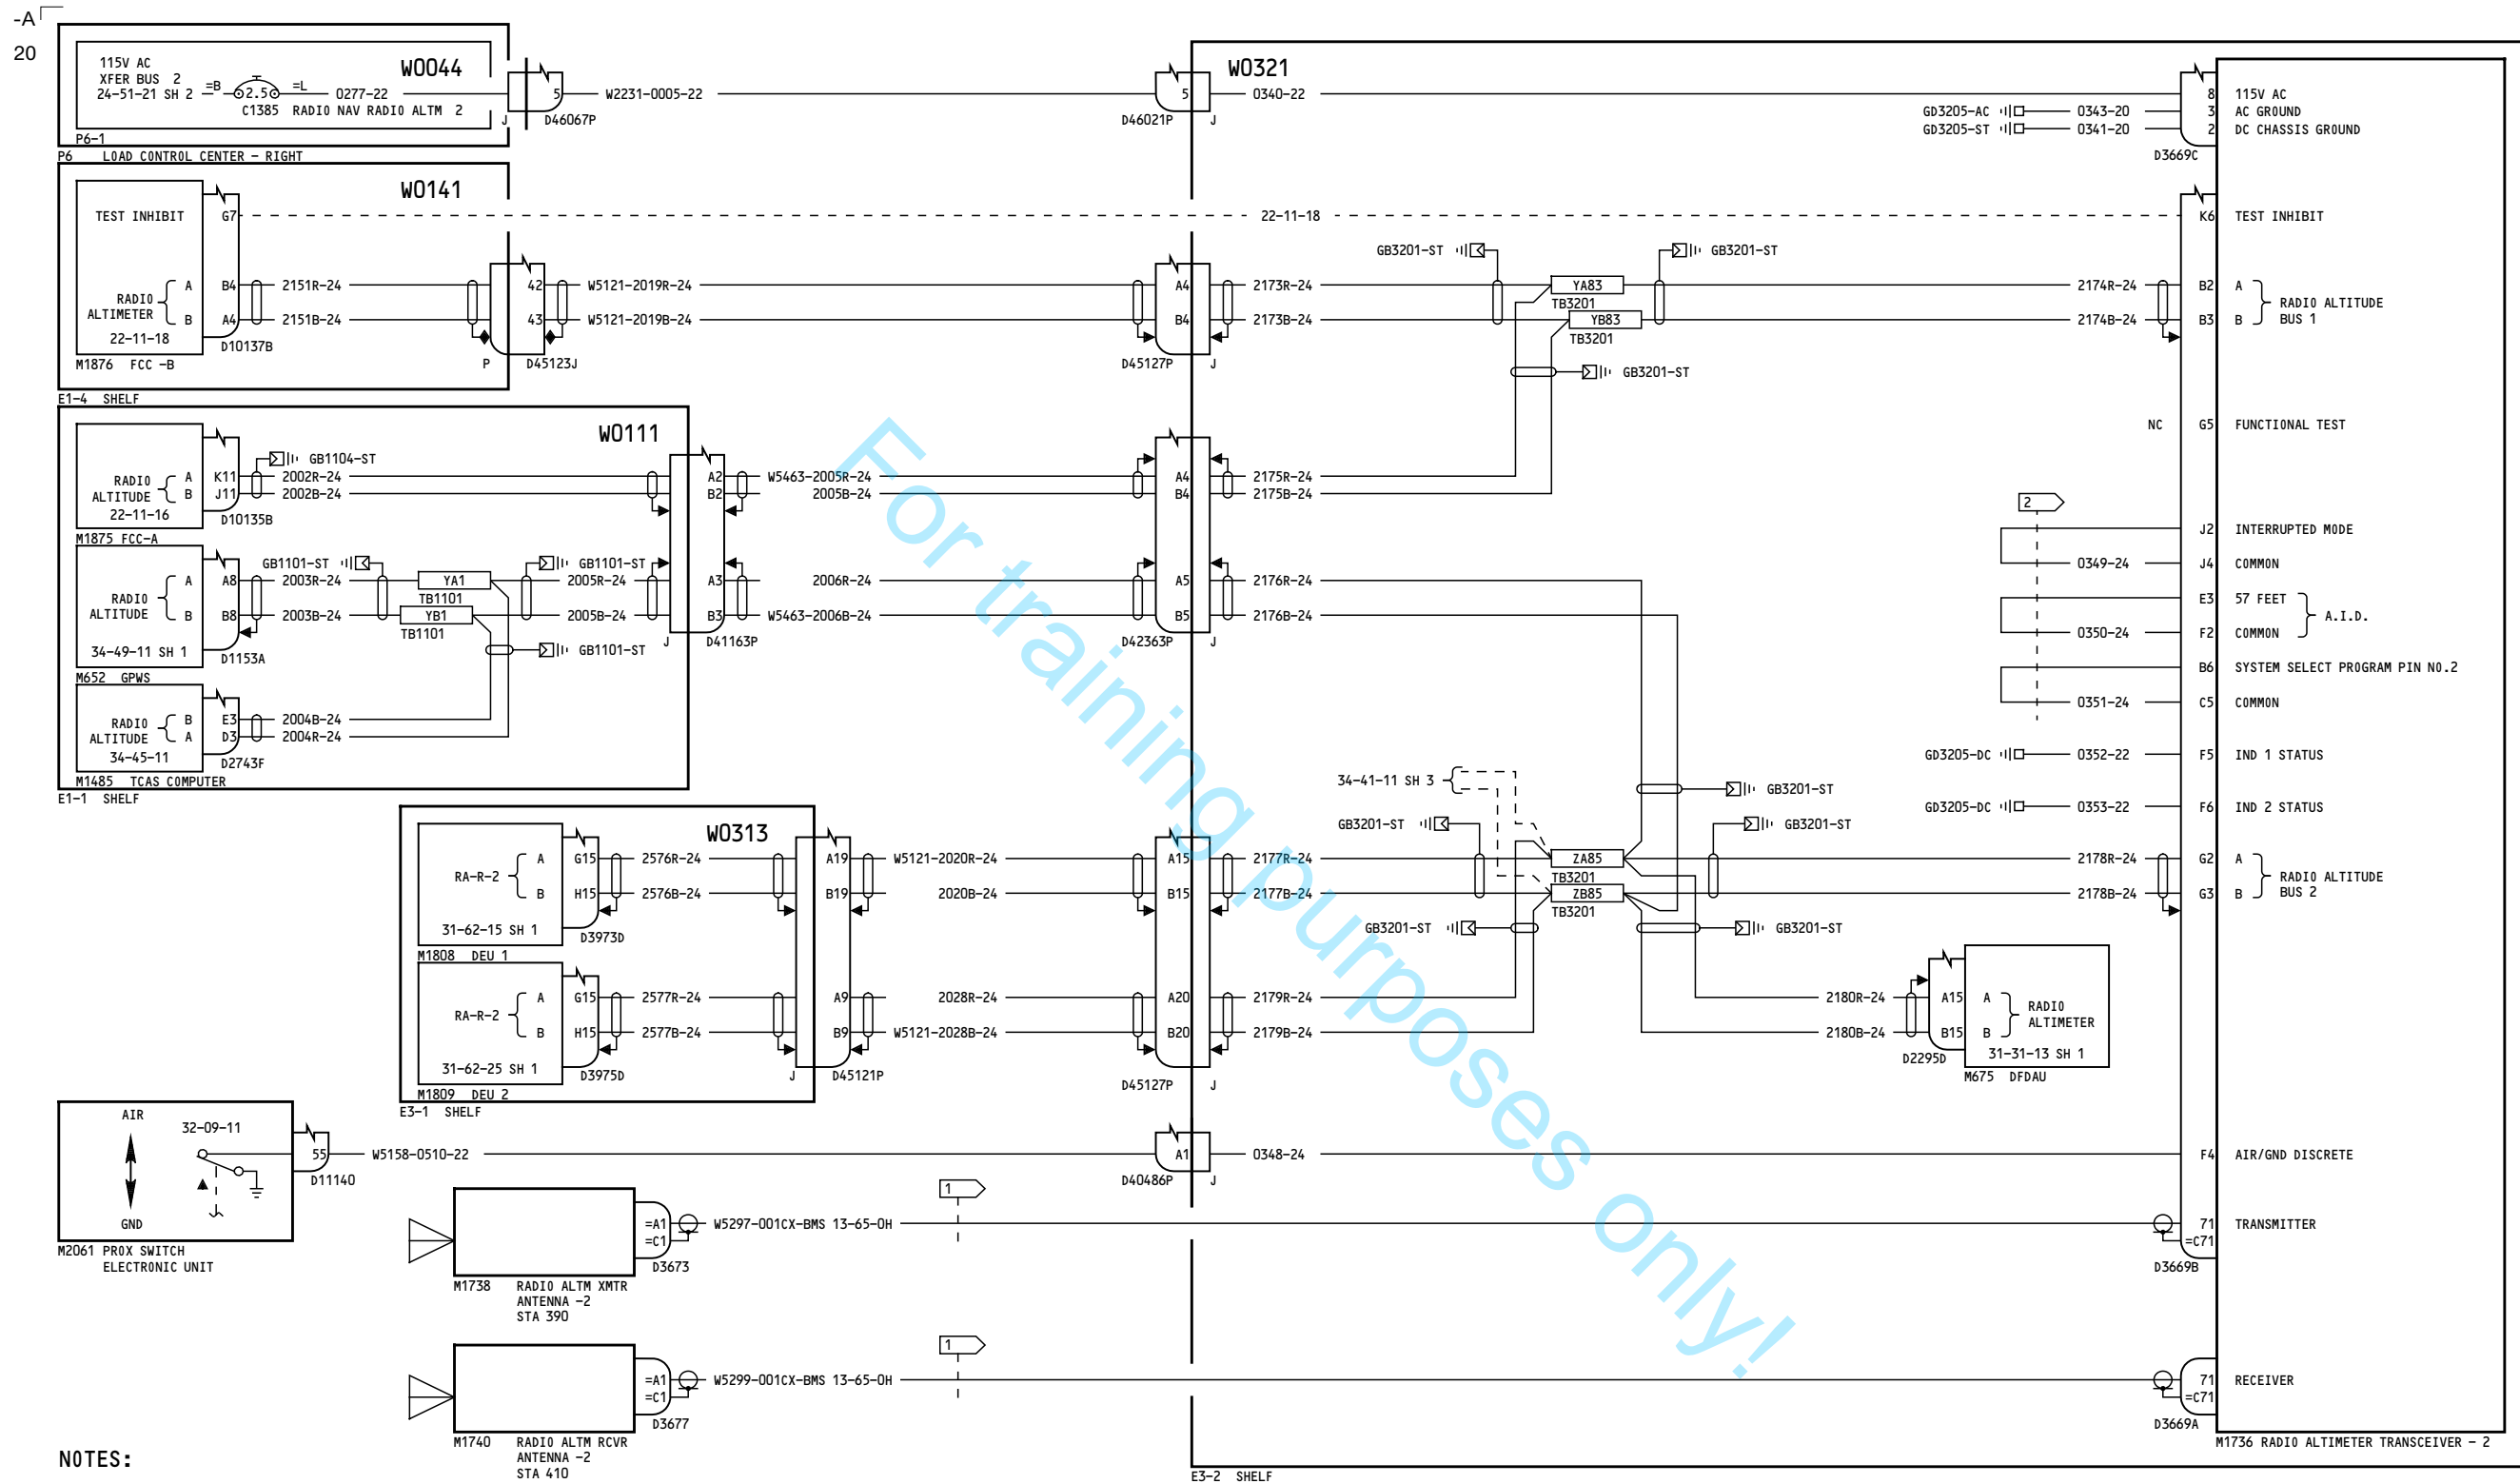 -A
20
115V AC
XFER BUS 2
24-51-21 SH 2
=B
2.5
=L
0277-22
C1385 RADIO NAV RADIO ALTM 2
W0044
P6-1
P6 LOAD CONTROL CENTER - RIGHT
5
J
D46067P
W2231-0005-22
5
D46021P
J
W0321
0340-22
GD3205-AC
0343-20
GD3205-ST
0341-20
8 115V AC
3 AC GROUND
2 DC CHASSIS GROUND
D3669C
W0141
TEST INHIBIT G7
22-11-18
K6 TEST INHIBIT
RADIO
ALTIMETER
A B4 2151R-24
B A4 2151B-24
22-11-18
D10137B
M1876 FCC -B
E1-4 SHELF
42 W5121-2019R-24
43 W5121-2019B-24
P
D45123J
A4 2173R-24
B4 2173B-24
D45127P
J
GB3201-ST
GB3201-ST
YA83
TB3201
YB83
TB3201
GB3201-ST
2174R-24 B2 A
2174B-24 B3 B
RADIO ALTITUDE
BUS 1
W0111
RADIO
ALTITUDE
A K11 2002R-24
B J11 2002B-24
GB1104-ST
22-11-16
D10135B
M1875 FCC-A
A2 W5463-2005R-24
B2 2005B-24
A4 2175R-24
B4 2175B-24
NC G5 FUNCTIONAL TEST
2
J2 INTERRUPTED MODE
0349-24 J4 COMMON
E3 57 FEET
A.I.D.
0350-24 F2 COMMON
B6 SYSTEM SELECT PROGRAM PIN NO.2
0351-24 C5 COMMON
GB1101-ST
GB1101-ST
RADIO
ALTITUDE
A A8 2003R-24
B B8 2003B-24
YA1
TB1101
YB1
TB1101
2005R-24
2005B-24
GB1101-ST
34-49-11 SH 1
D1153A
M652 GPWS
A3 2006R-24
B3 W5463-2006B-24
J
D41163P
A5 2176R-24
B5 2176B-24
D42363P
J
RADIO
ALTITUDE
B E3 2004B-24
A D3 2004R-24
34-45-11
D2743F
M1485 TCAS COMPUTER
E1-1 SHELF
GD3205-DC 0352-22 F5 IND 1 STATUS
GD3205-DC 0353-22 F6 IND 2 STATUS
34-41-11 SH 3
GB3201-ST
GB3201-ST
GB3201-ST
W0313
RA-R-2
A G15 2576R-24
B H15 2576B-24
31-62-15 SH 1
D3973D
M1808 DEU 1
A19 W5121-2020R-24
B19 2020B-24
A15 2177R-24
B15 2177B-24
ZA85
TB3201
ZB85
TB3201
GB3201-ST
GB3201-ST
2178R-24 G2 A
2178B-24 G3 B
RADIO ALTITUDE
BUS 2
RA-R-2
A G15 2577R-24
B H15 2577B-24
31-62-25 SH 1
D3975D
M1809 DEU 2
E3-1 SHELF
A9 2028R-24
B9 W5121-2028B-24
J
D45121P
A20 2179R-24
B20 2179B-24
D45127P
J
2180R-24 A15 A
2180B-24 B15 B
RADIO
ALTIMETER
D2295D
31-31-13 SH 1
M675 DFDAU
AIR
GND
32-09-11
55
D11140
W5158-0510-22
M2061 PROX SWITCH
ELECTRONIC UNIT
A1
D40486P
J
0348-24
F4 AIR/GND DISCRETE
=A1
=C1
D3673
W5297-001CX-BMS 13-65-OH
1
M1738 RADIO ALTM XMTR
ANTENNA -2
STA 390
71 TRANSMITTER
=C71
D3669B
=A1
=C1
D3677
W5299-001CX-BMS 13-65-OH
1
M1740 RADIO ALTM RCVR
ANTENNA -2
STA 410
71 RECEIVER
=C71
D3669A
M1736 RADIO ALTIMETER TRANSCEIVER - 2
E3-2 SHELF
NOTES:
For training purposes only!